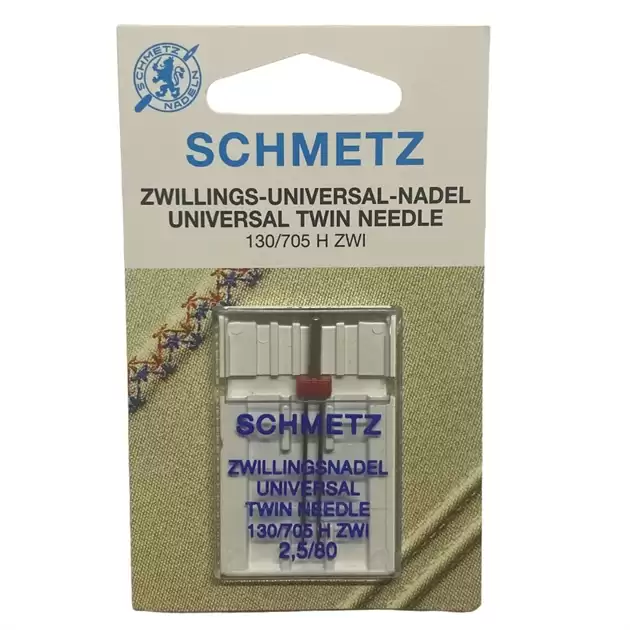 SCHMETZ
NADELN
SCHMETZ
ZWILLINGS-UNIVERSAL-NADEL
UNIVERSAL TWIN NEEDLE
130/705 H ZWI
SCHMETZ
ZWILLINGSNADEL
UNIVERSAL
TWIN NEEDLE
130/705 H ZWI
2,5/80